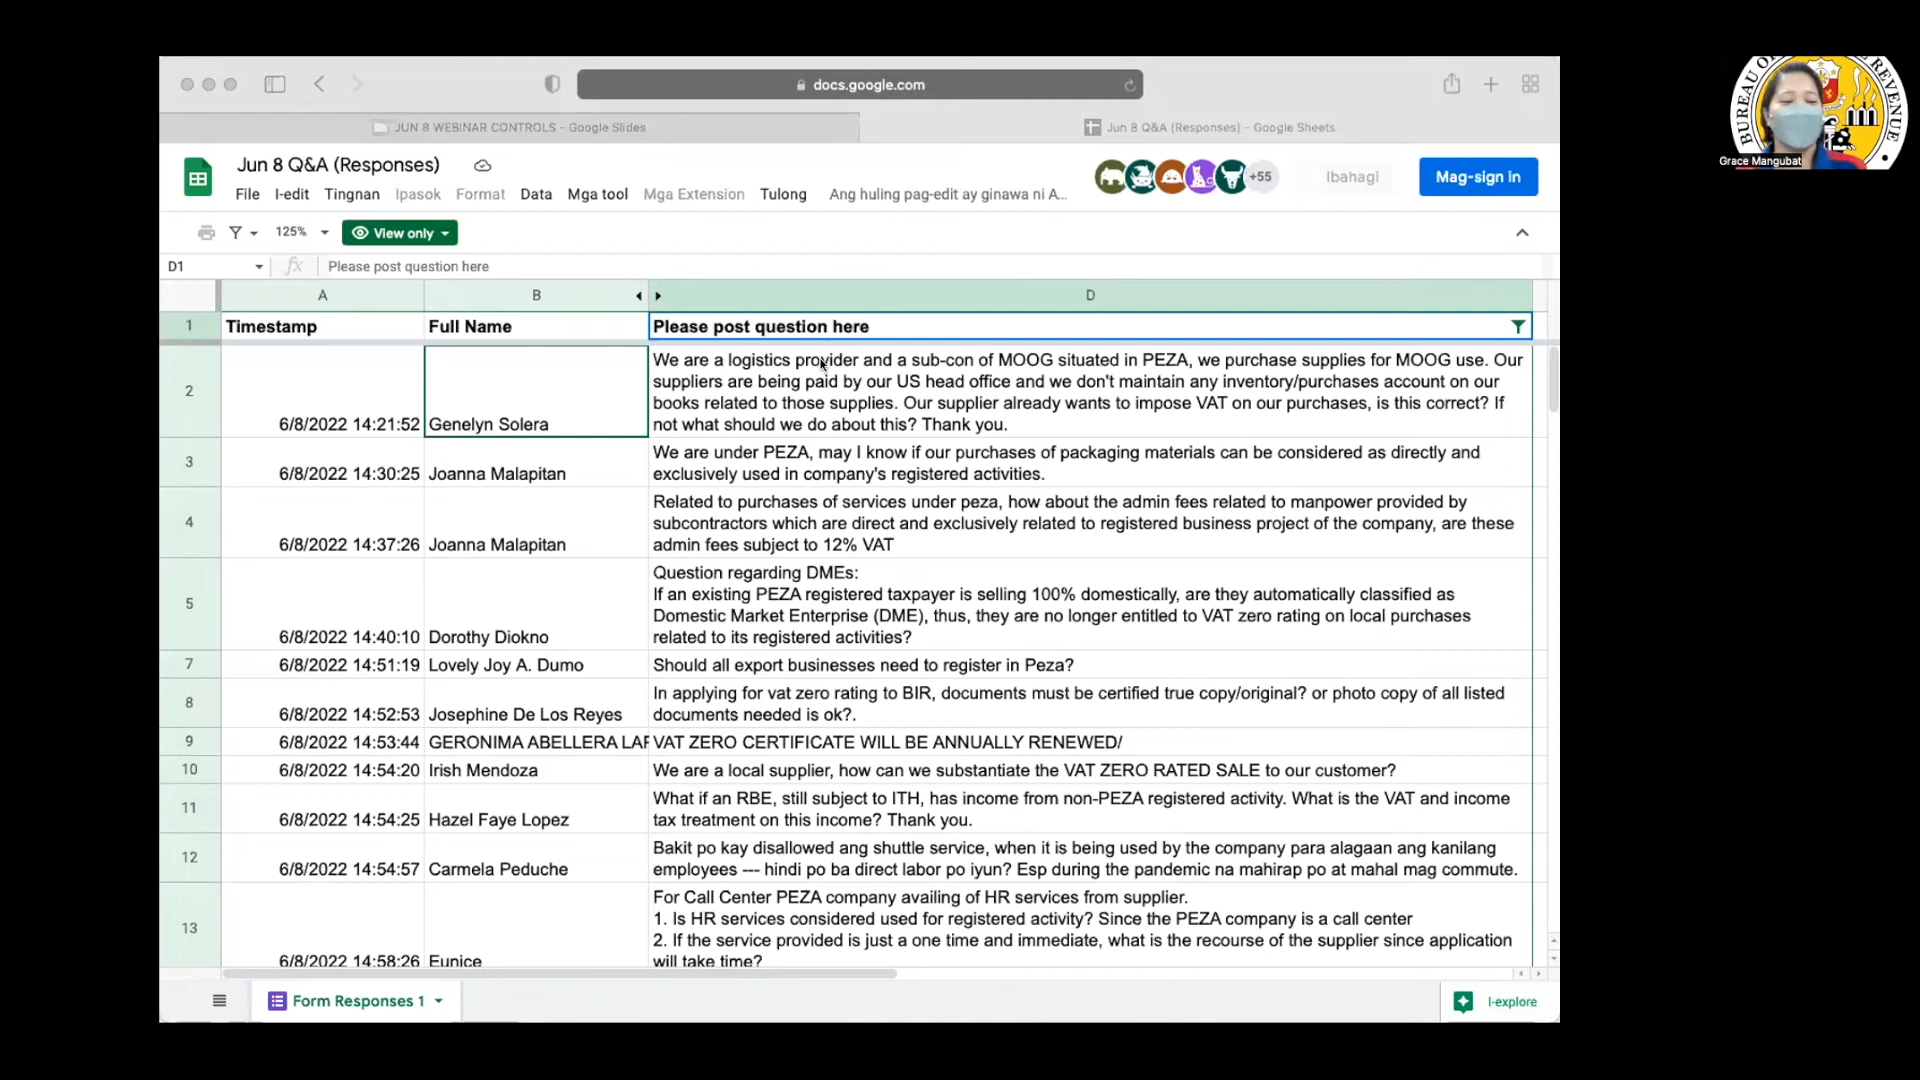 docs.google.com
JUN 8 WEBINAR CONTROLS - Google Slides
Jun 8 Q&A (Responses) - Google Sheets
Jun 8 Q&A (Responses)
File I-edit Tingnan Ipasok Format Data Mga tool Mga Extension Tulong Ang huling pag-edit ay ginawa ni A...
+55
Ibahagi
Mag-sign in
125%
View only
D1
fx
Please post question here
A B D
1 Timestamp Full Name Please post question here
2 6/8/2022 14:21:52 Genelyn Solera
We are a logistics provider and a sub-con of MOOG situated in PEZA, we purchase supplies for MOOG use. Our
suppliers are being paid by our US head office and we don't maintain any inventory/purchases account on our
books related to those supplies. Our supplier already wants to impose VAT on our purchases, is this correct? If
not what should we do about this? Thank you.
3 6/8/2022 14:30:25 Joanna Malapitan
We are under PEZA, may I know if our purchases of packaging materials can be considered as directly and
exclusively used in company's registered activities.
4 6/8/2022 14:37:26 Joanna Malapitan
Related to purchases of services under peza, how about the admin fees related to manpower provided by
subcontractors which are direct and exclusively related to registered business project of the company, are these
admin fees subject to 12% VAT
5 6/8/2022 14:40:10 Dorothy Diokno
Question regarding DMEs:
If an existing PEZA registered taxpayer is selling 100% domestically, are they automatically classified as
Domestic Market Enterprise (DME), thus, they are no longer entitled to VAT zero rating on local purchases
related to its registered activities?
7 6/8/2022 14:51:19 Lovely Joy A. Dumo Should all export businesses need to register in Peza?
8 6/8/2022 14:52:53 Josephine De Los Reyes
In applying for vat zero rating to BIR, documents must be certified true copy/original? or photo copy of all listed
documents needed is ok?.
9 6/8/2022 14:53:44 GERONIMA ABELLERA LAF VAT ZERO CERTIFICATE WILL BE ANNUALLY RENEWED/
10 6/8/2022 14:54:20 Irish Mendoza We are a local supplier, how can we substantiate the VAT ZERO RATED SALE to our customer?
11 6/8/2022 14:54:25 Hazel Faye Lopez
What if an RBE, still subject to ITH, has income from non-PEZA registered activity. What is the VAT and income
tax treatment on this income? Thank you.
12 6/8/2022 14:54:57 Carmela Peduche
Bakit po kay disallowed ang shuttle service, when it is being used by the company para alagaan ang kanilang
employees --- hindi po ba direct labor po iyun? Esp during the pandemic na mahirap po at mahal mag commute.
13 6/8/2022 14:58:26 Eunice
For Call Center PEZA company availing of HR services from supplier.
1. Is HR services considered used for registered activity? Since the PEZA company is a call center
2. If the service provided is just a one time and immediate, what is the recourse of the supplier since application
will take time?
Form Responses 1
I-explore
BUREAU OF REVENUE
Grace Mangubat